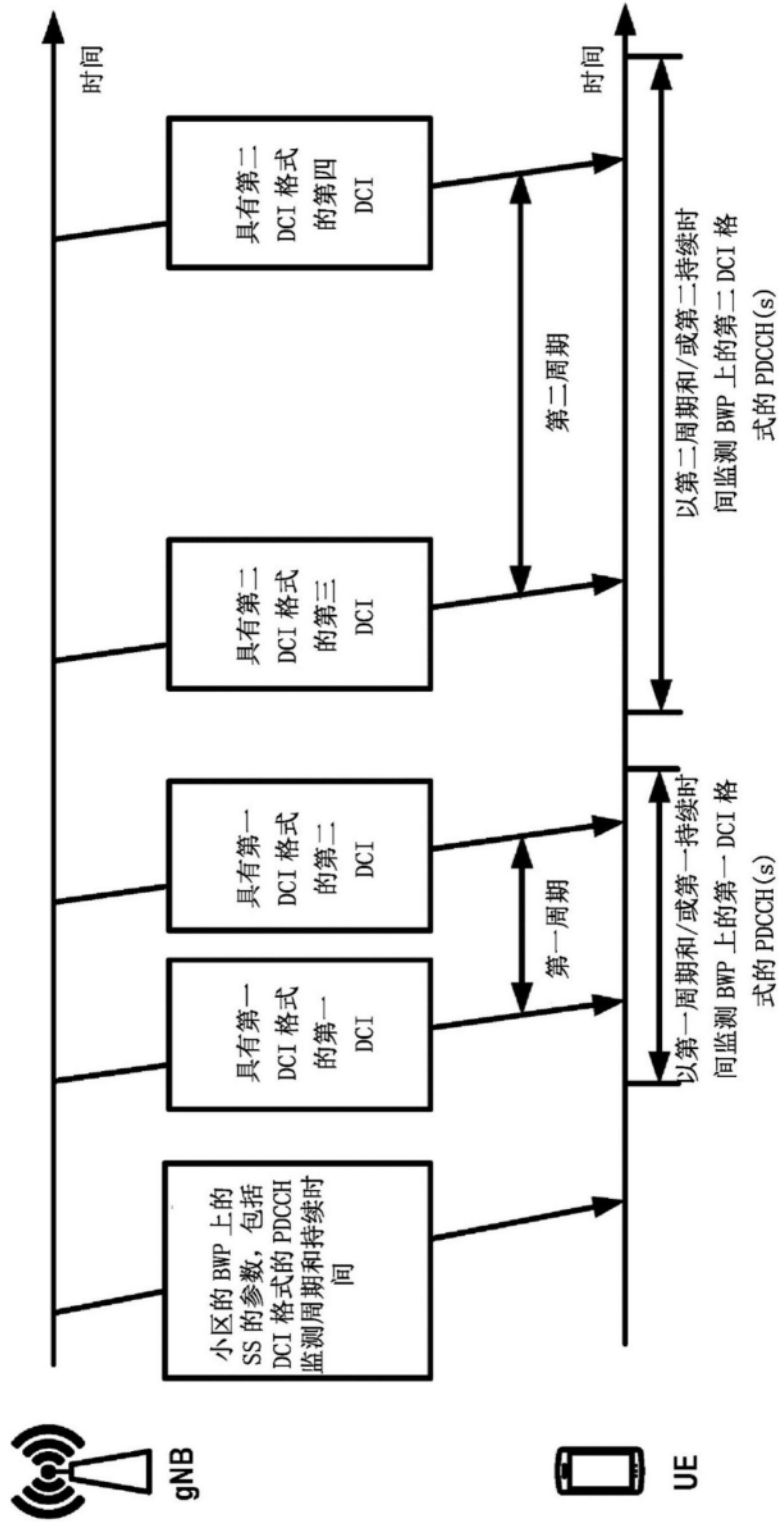 gNB
时间
小区的 BWP 上的
SS 的参数，包括
DCI 格式的 PDCCH
监测周期和持续时
间
具有第一
DCI 格式
的第一
DCI
具有第一
DCI 格式
的第二
DCI
具有第二
DCI 格式
的第三
DCI
具有第二
DCI 格式
的第四
DCI
第一周期
第二周期
UE
时间
以第一周期和/或第一持续时
间监测 BWP 上的第一 DCI 格
式的 PDCCH(s)
以第二周期和/或第二持续时
间监测 BWP 上的第二 DCI 格
式的 PDCCH(s)